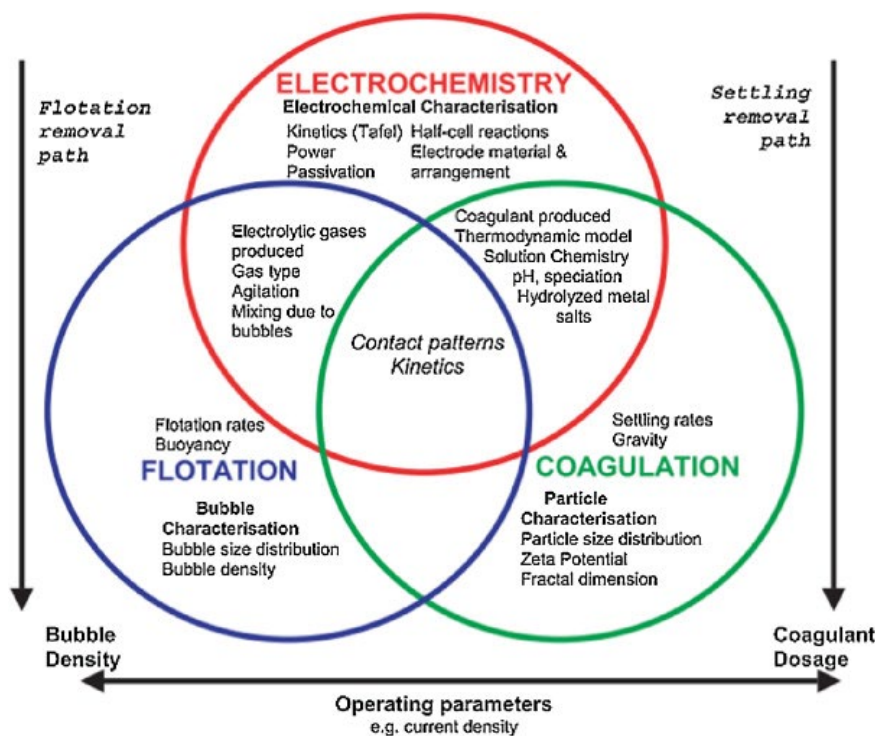 ELECTROCHEMISTRY
Electrochemical Characterisation
Kinetics (Tafel) Half-cell reactions
Power Electrode material &
Passivation arrangement
Flotation
removal
path
Settling
removal
path
Electrolytic gases
produced
Gas type
Agitation
Mixing due to
bubbles
Coagulant produced
Thermodynamic model
Solution Chemistry
pH, speciation
Hydrolyzed metal
salts
Contact patterns
Kinetics
Flotation rates
Buoyancy
FLOTATION
Bubble
Characterisation
Bubble size distribution
Bubble density
Settling rates
Gravity
COAGULATION
Particle
Characterisation
Particle size distribution
Zeta Potential
Fractal dimension
Bubble
Density
Coagulant
Dosage
Operating parameters
e.g. current density